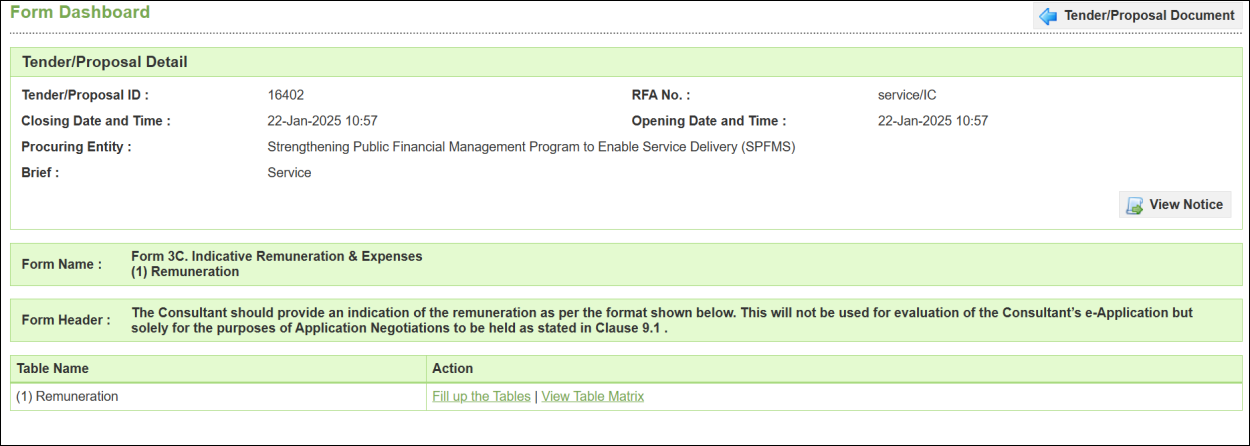 Form Dashboard
Tender/Proposal Document
Tender/Proposal Detail
Tender/Proposal ID : 16402 RFA No. : service/IC
Closing Date and Time : 22-Jan-2025 10:57 Opening Date and Time : 22-Jan-2025 10:57
Procuring Entity : Strengthening Public Financial Management Program to Enable Service Delivery (SPFMS)
Brief : Service
View Notice
Form Name : Form 3C. Indicative Remuneration & Expenses
(1) Remuneration
Form Header : The Consultant should provide an indication of the remuneration as per the format shown below. This will not be used for evaluation of the Consultant's e-Application but
solely for the purposes of Application Negotiations to be held as stated in Clause 9.1 .
Table Name Action
(1) Remuneration Fill up the Tables | View Table Matrix